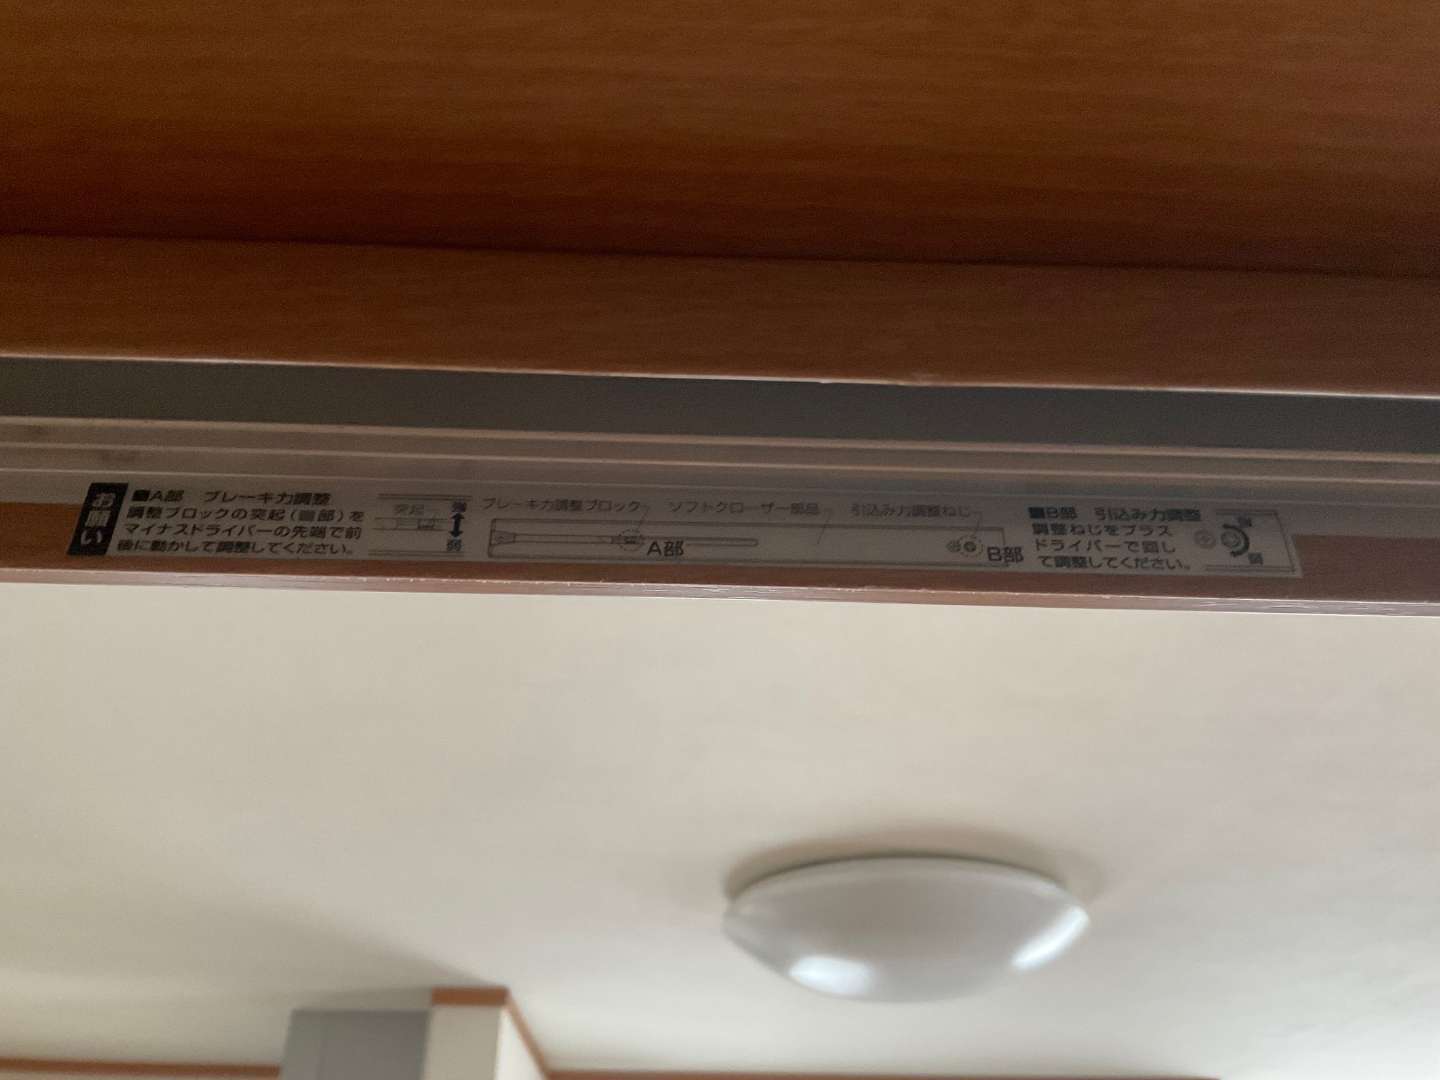 お願い
■A部 ブレーキ力調整
調整ブロックの突起(凸部)を
マイナスドライバーの先端で前
後に動かして調整してください。
突起
強
弱
ブレーキ力調整ブロック
ソフトクローザー部品
引込み力調整ねじ
A部
B部
■B部 引込み力調整
調整ねじをプラス
ドライバーで回し
て調整してください。